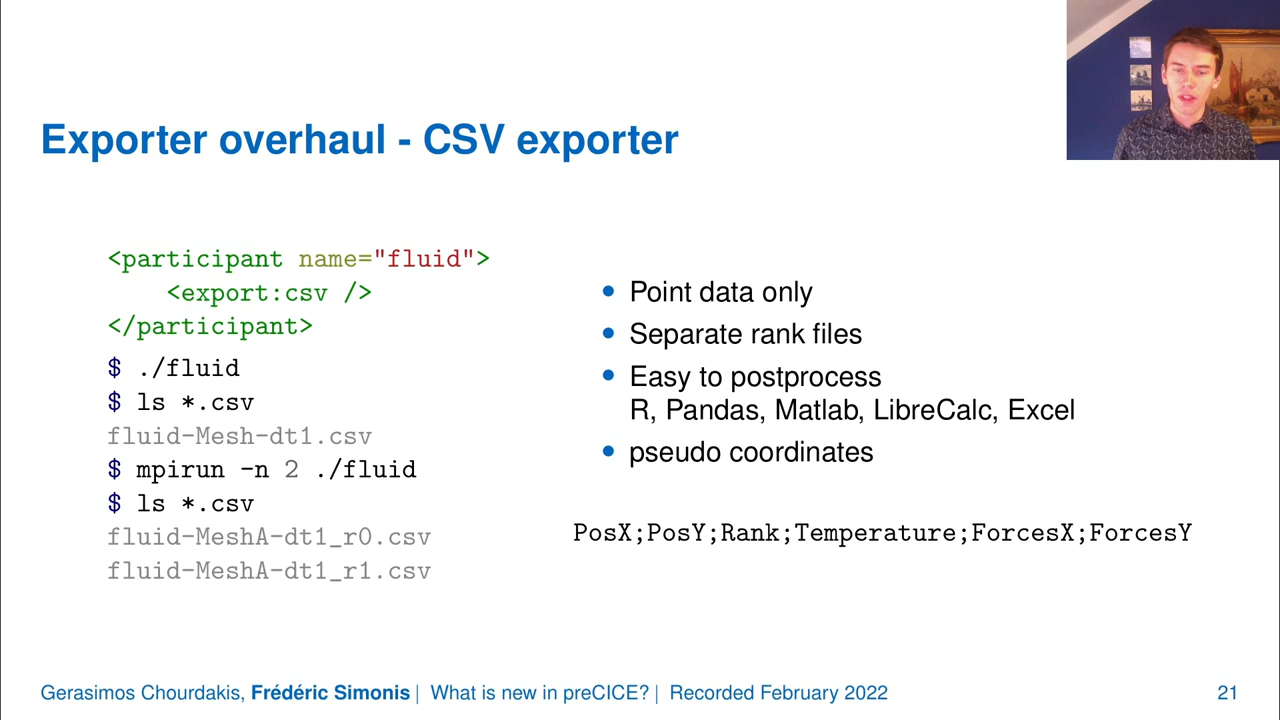 Exporter overhaul - CSV exporter
<participant name="fluid">
<export:csv />
</participant>
$ ./fluid
$ ls *.csv
fluid-Mesh-dt1.csv
$ mpirun -n 2 ./fluid
$ ls *.csv
fluid-MeshA-dt1_r0.csv
fluid-MeshA-dt1_r1.csv
• Point data only
• Separate rank files
• Easy to postprocess
R, Pandas, Matlab, LibreCalc, Excel
• pseudo coordinates
PosX;PosY;Rank;Temperature;ForcesX;ForcesY
Gerasimos Chourdakis, Frédéric Simonis | What is new in preCICE? | Recorded February 2022 21